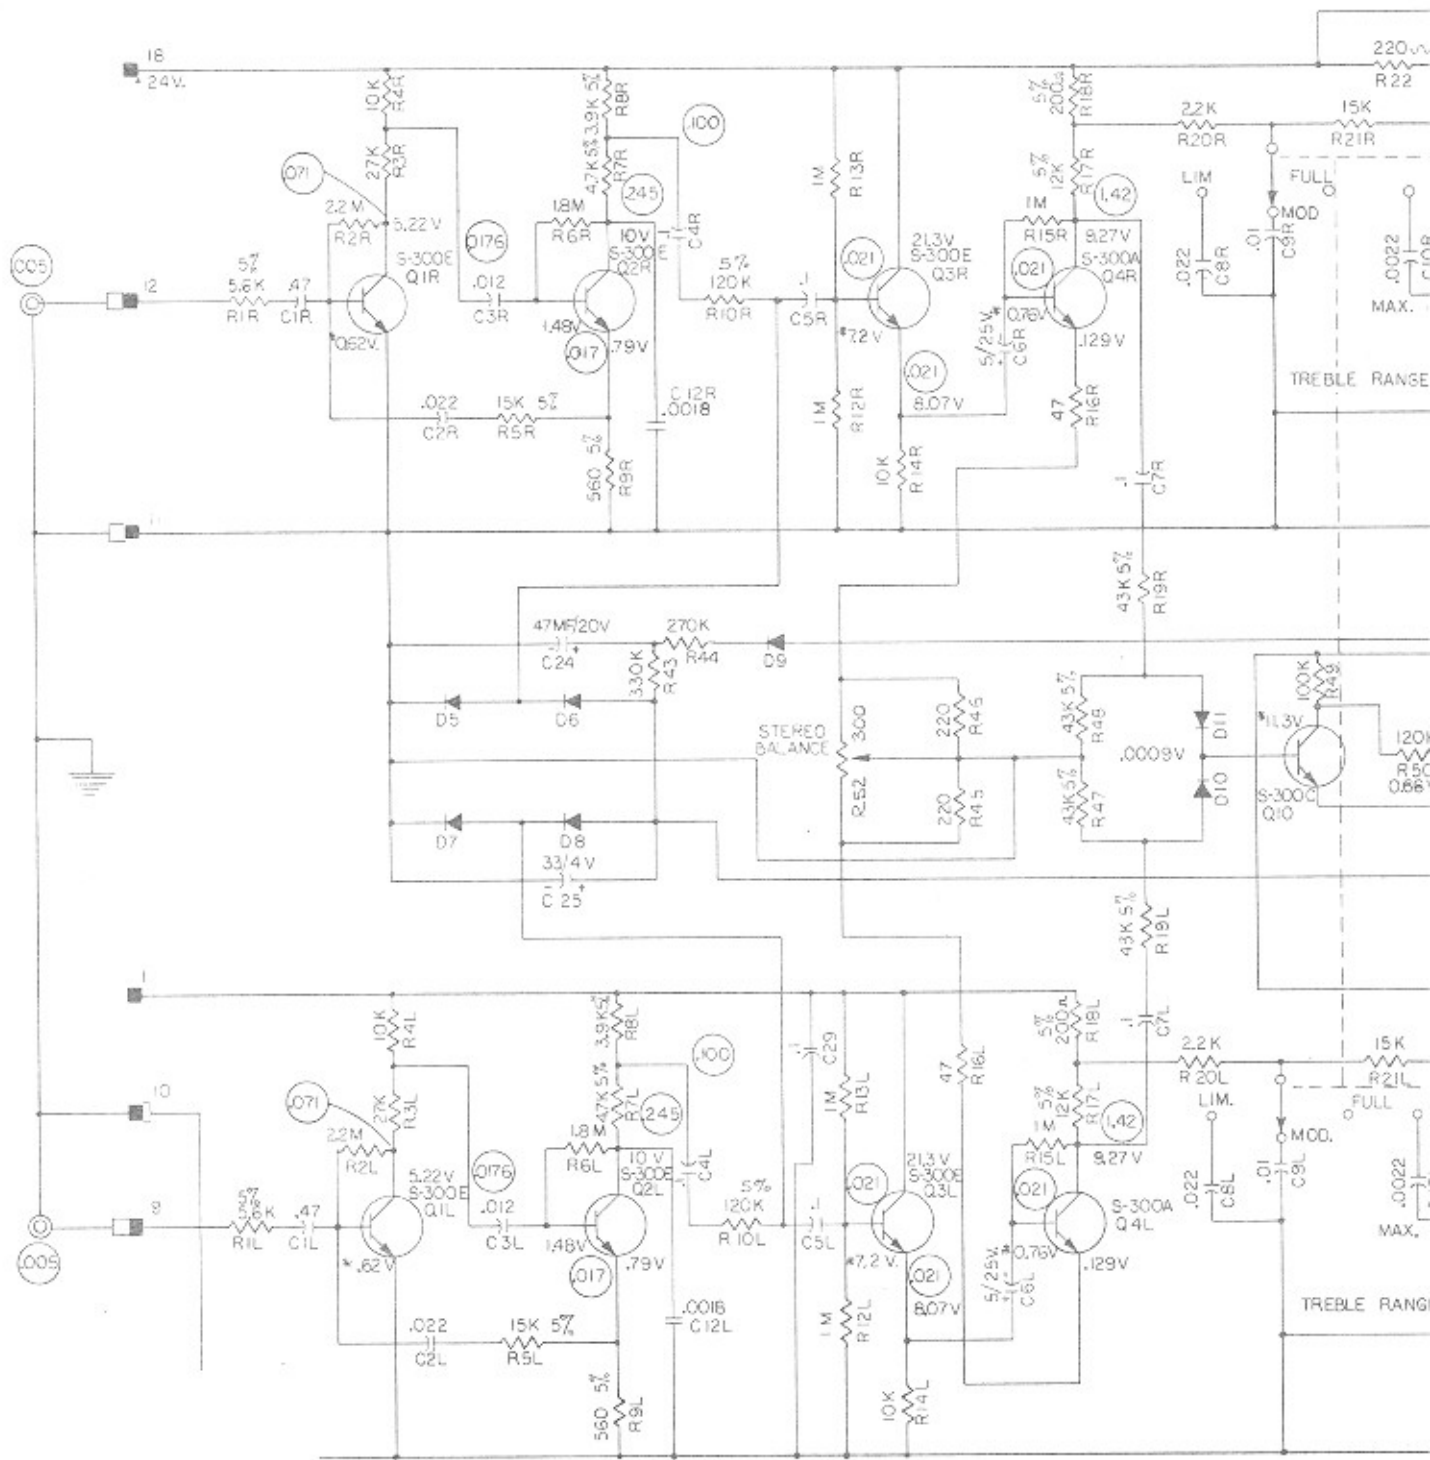 18
24V.
10K
R4R
27K
R3R
.071
2.2M
R2R
5.22V
S-300E
Q1R
.005
12
5%
5.6K
R1R
.47
C1R
*0.62V.
.0176
.012
C3R
.022
C2R
15K 5%
R5R
3.9K 5%
R8R
4.7K 5%
R7R
.100
.245
1.8M
R6R
10V
S-300E
Q2R
.1
C4R
1.48V
.017
.79V
C12R
.0018
560 5%
R9R
11
5%
120K
R10R
.1
C5R
1M
R13R
.021
*7.2V
21.3V
S-300E
Q3R
1M
R12R
.021
8.07V
10K
R14R
5/25V.
C6R
5%
200Ω
R18R
5%
12K
R17R
1M
R15R
1.42
9.27V
S-300A
Q4R
.021
*0.76V
.129V
47
R16R
.1
C7R
220
R22
2.2K
R20R
15K
R21R
LIM
FULL
MOD
.022
C8R
.01
C9R
.0022
C10R
MAX.
TREBLE RANGE
43K 5%
R19R
47MF/20V
C24
270K
R44
D9
330K
R43
D5
D6
STEREO
BALANCE
300
R52
220
R46
220
R45
43K 5%
R48
43K 5%
R47
.0009V
D11
D10
100K
R49
*11.3V
S-300C
Q10
120K
R50
0.66V
D7
D8
33/4V
C25
43K 5%
R19L
.1
C7L
1
10K
R4L
27K
R3L
.071
2.2M
R2L
5.22V
S-300E
Q1L
10
9
.005
5%
R1L
.47
C1L
*.62V
.0176
.012
C3L
.022
C2L
15K 5%
R5L
3.9K 5%
R8L
4.7K 5%
R7L
.100
.245
1.8M
R6L
10V
S-300E
Q2L
.1
C4L
1.48V
.017
.79V
.0018
C12L
560 5%
R9L
5%
120K
R10L
.1
C5L
.1
C29
1M
R13L
.021
*7.2V.
21.3V
S-300E
Q3L
1M
R12L
.021
8.07V
10K
R14L
47
R16L
5/25V.
C6L
5%
200Ω
R18L
5%
12K
R17L
1M
R15L
1.42
9.27V
S-300A
Q4L
.021
*0.76V
.129V
2.2K
R20L
15K
R21L
LIM.
FULL
MOD.
.022
C8L
.01
C9L
.0022
MAX.